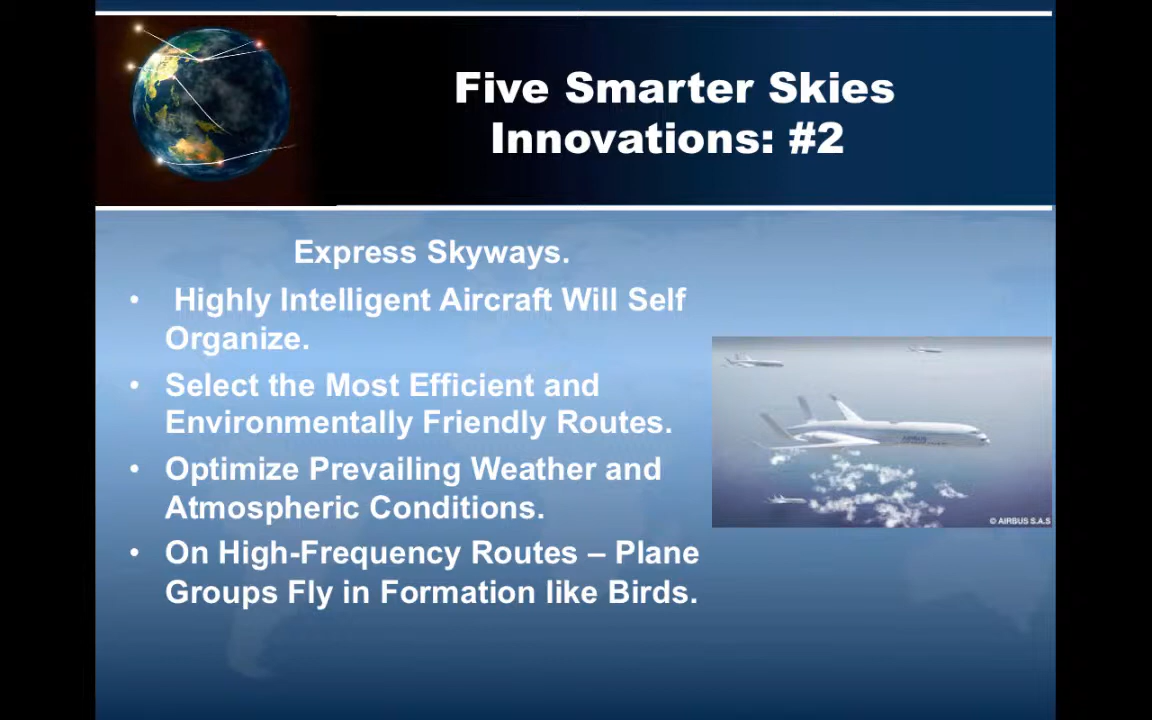 Five Smarter Skies
Innovations: #2
Express Skyways.
• Highly Intelligent Aircraft Will Self
Organize.
• Select the Most Efficient and
Environmentally Friendly Routes.
• Optimize Prevailing Weather and
Atmospheric Conditions.
• On High-Frequency Routes – Plane
Groups Fly in Formation like Birds.
AIRBUS
© AIRBUS S.A.S